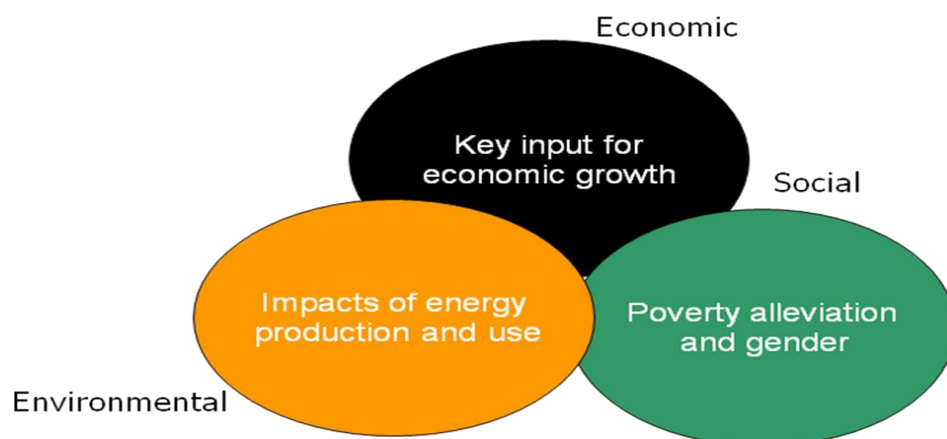 Economic
Key input for
economic growth
Social
Impacts of energy
production and use
Poverty alleviation
and gender
Environmental